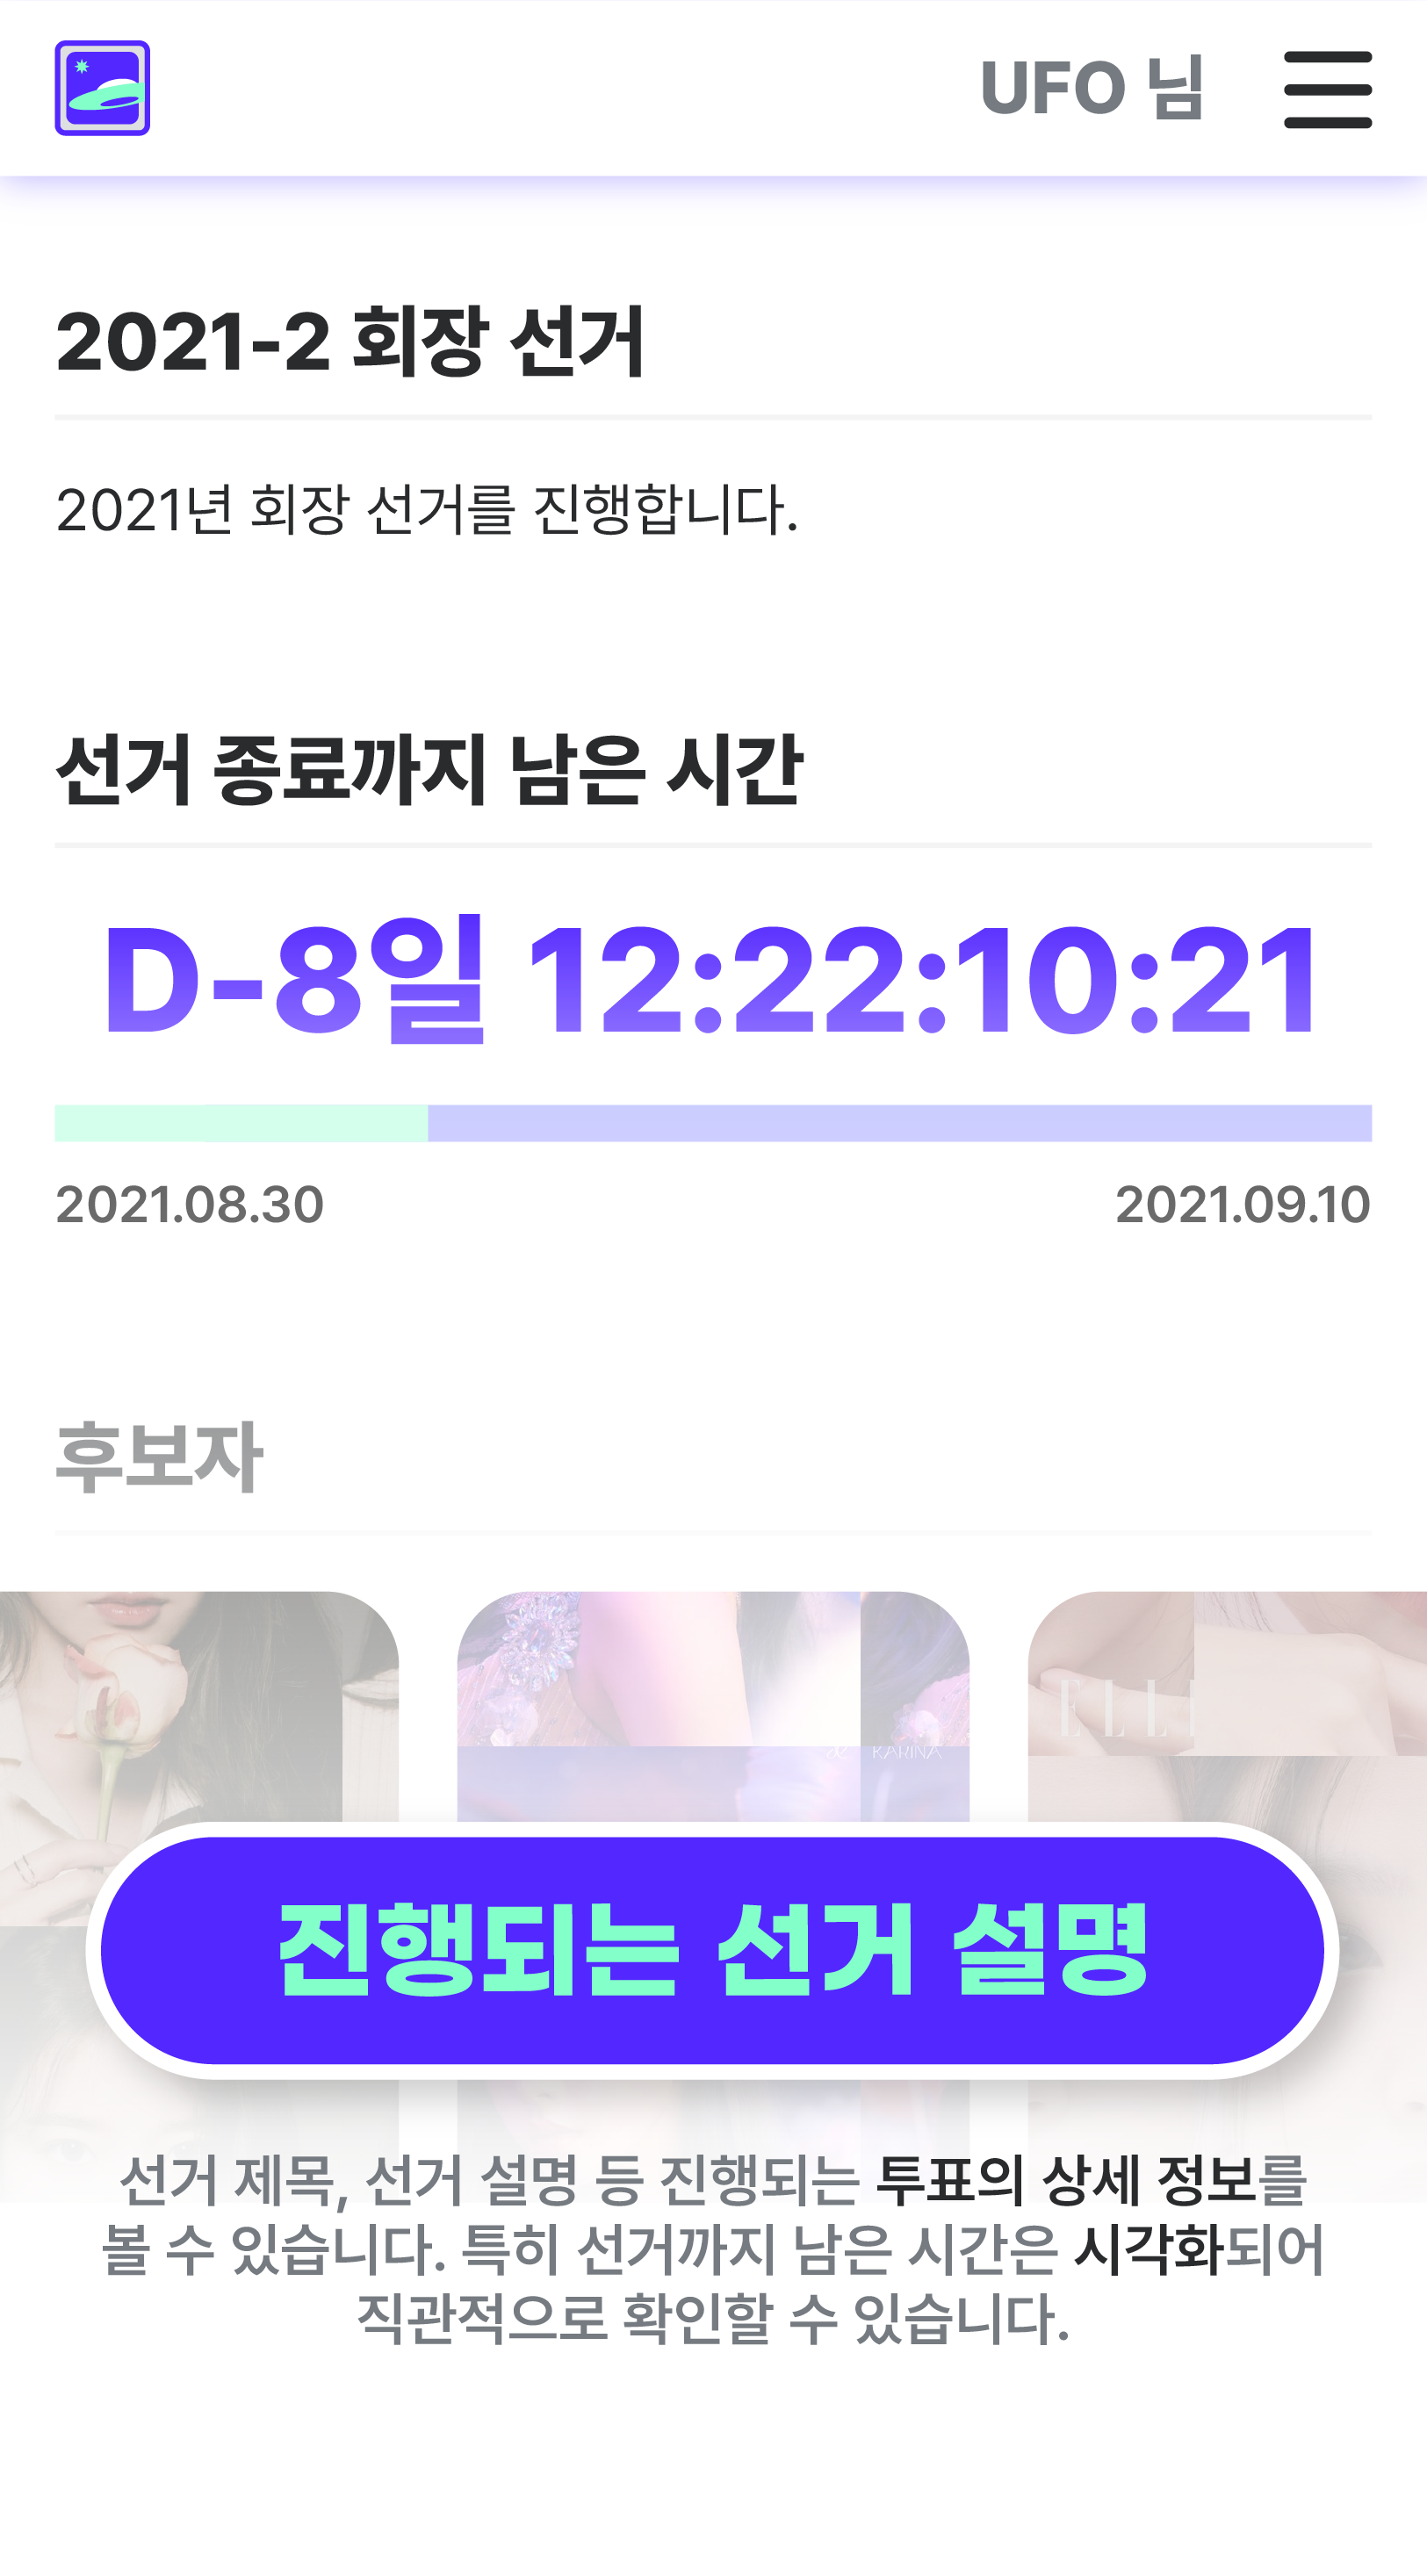 UFO 님
2021-2 회장 선거
2021년 회장 선거를 진행합니다.
선거 종료까지 남은 시간
D-8일 12:22:10:21
2021.08.30
2021.09.10
후보자
ELLE
æ KARINA
진행되는 선거 설명
선거 제목, 선거 설명 등 진행되는 투표의 상세 정보를
볼 수 있습니다. 특히 선거까지 남은 시간은 시각화되어
직관적으로 확인할 수 있습니다.